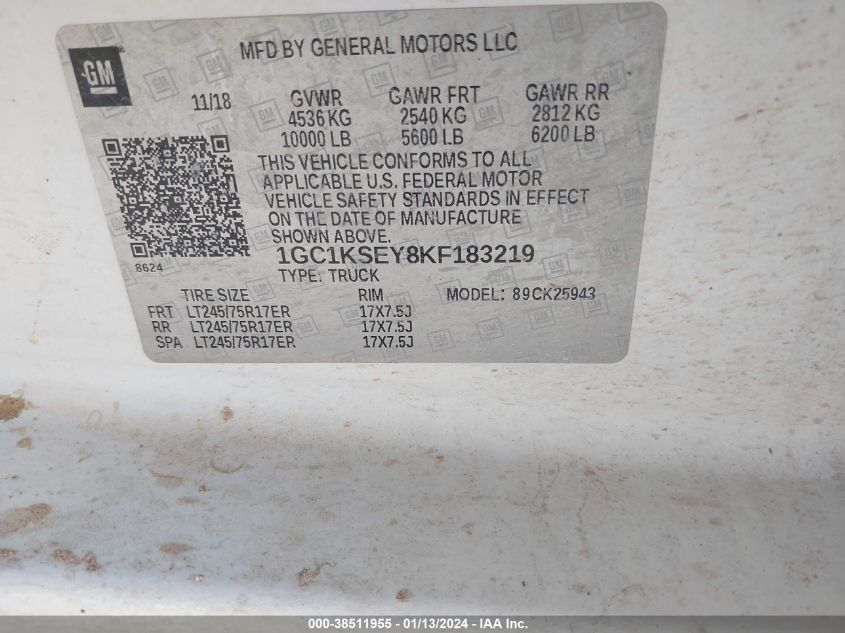 GM
MFD BY GENERAL MOTORS LLC
11/18 GVWR GAWR FRT GAWR RR
4536 KG 2540 KG 2812 KG
10000 LB 5600 LB 6200 LB
THIS VEHICLE CONFORMS TO ALL
APPLICABLE U.S. FEDERAL MOTOR
VEHICLE SAFETY STANDARDS IN EFFECT
ON THE DATE OF MANUFACTURE
SHOWN ABOVE.
8624
1GC1KSEY8KF183219
TYPE: TRUCK
TIRE SIZE RIM MODEL: 89CK25943
FRT LT245/75R17ER 17X7.5J
RR LT245/75R17ER 17X7.5J
SPA LT245/75R17ER 17X7.5J
000-38511955 - 01/13/2024 - IAA Inc.